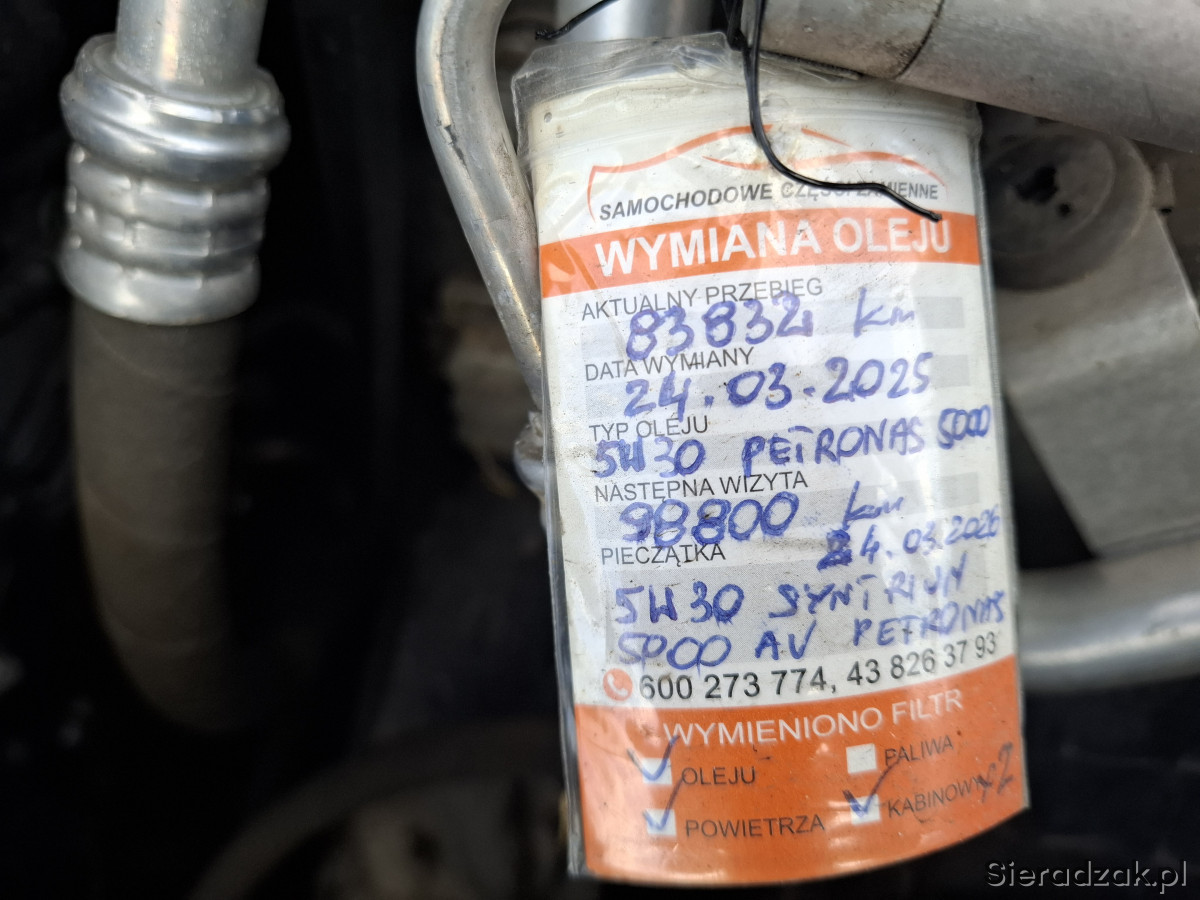 SAMOCHODOWE CZĘŚCI ZAMIENNE
WYMIANA OLEJU
AKTUALNY PRZEBIEG
83832 km
DATA WYMIANY
24.03.2025
TYP OLEJU
5W30 PETRONAS 5000
NASTĘPNA WIZYTA
98800 km
PIECZĄTKA 24.03.2026
5W30 SYNTRIUM
5000 AV PETRONAS
600 273 774, 43 826 37 93
WYMIENIONO FILTR
OLEJU PALIWA
POWIETRZA KABINOWY x2
Sieradzak.pl